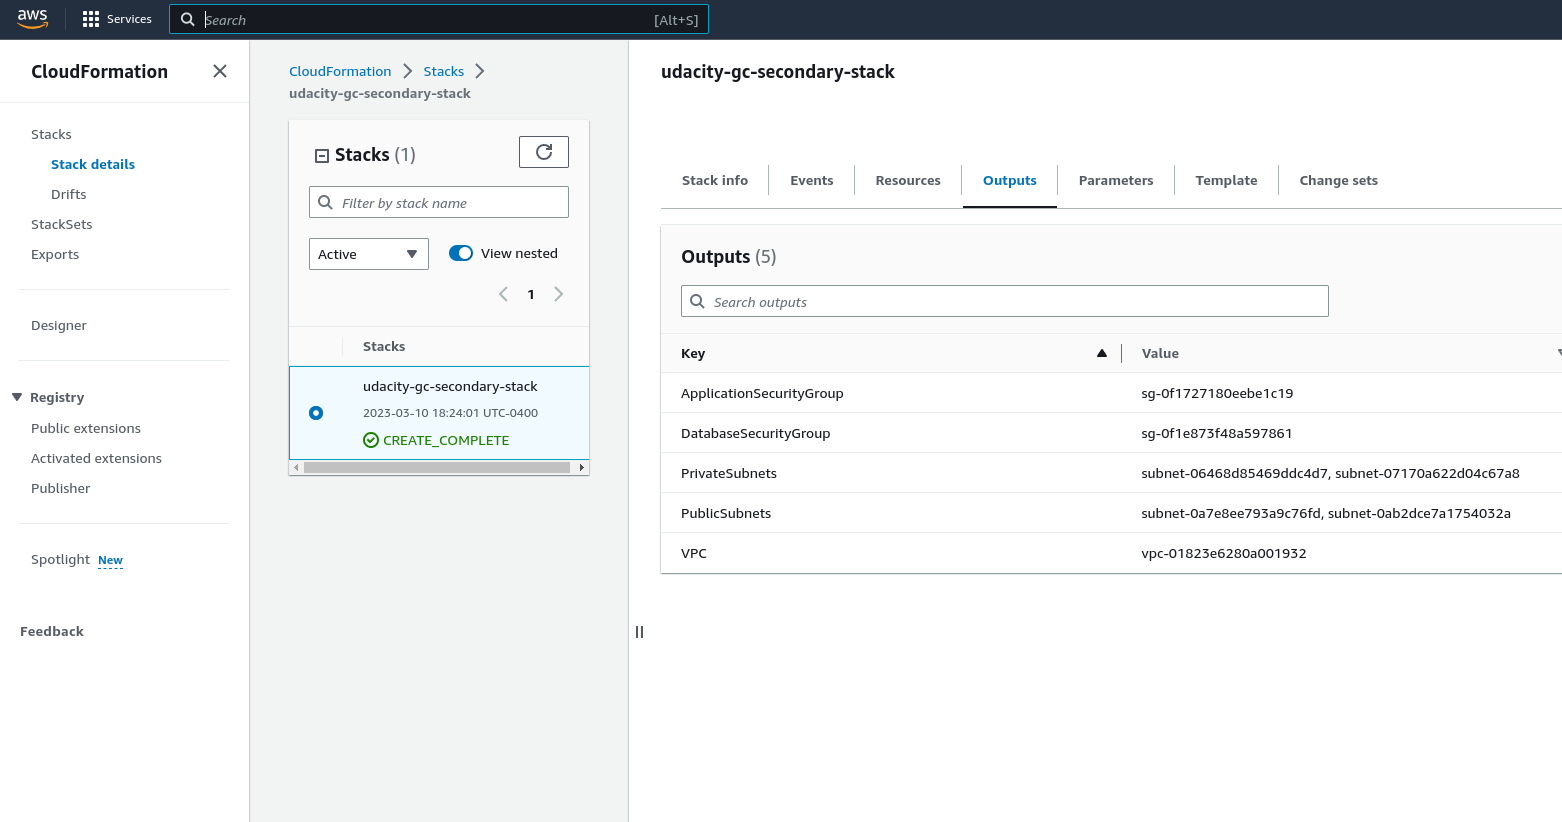 aws
Services
Search
[Alt+S]
CloudFormation
Stacks
Stack details
Drifts
StackSets
Exports
Designer
Registry
Public extensions
Activated extensions
Publisher
Spotlight New
Feedback
CloudFormation
Stacks
udacity-gc-secondary-stack
Stacks (1)
Filter by stack name
Active
View nested
1
Stacks
udacity-gc-secondary-stack
2023-03-10 18:24:01 UTC-0400
CREATE_COMPLETE
udacity-gc-secondary-stack
Stack info
Events
Resources
Outputs
Parameters
Template
Change sets
Outputs (5)
Search outputs
Key
Value
ApplicationSecurityGroup
sg-0f1727180eebe1c19
DatabaseSecurityGroup
sg-0f1e873f48a597861
PrivateSubnets
subnet-06468d85469ddc4d7, subnet-07170a622d04c67a8
PublicSubnets
subnet-0a7e8ee793a9c76fd, subnet-0ab2dce7a1754032a
VPC
vpc-01823e6280a001932